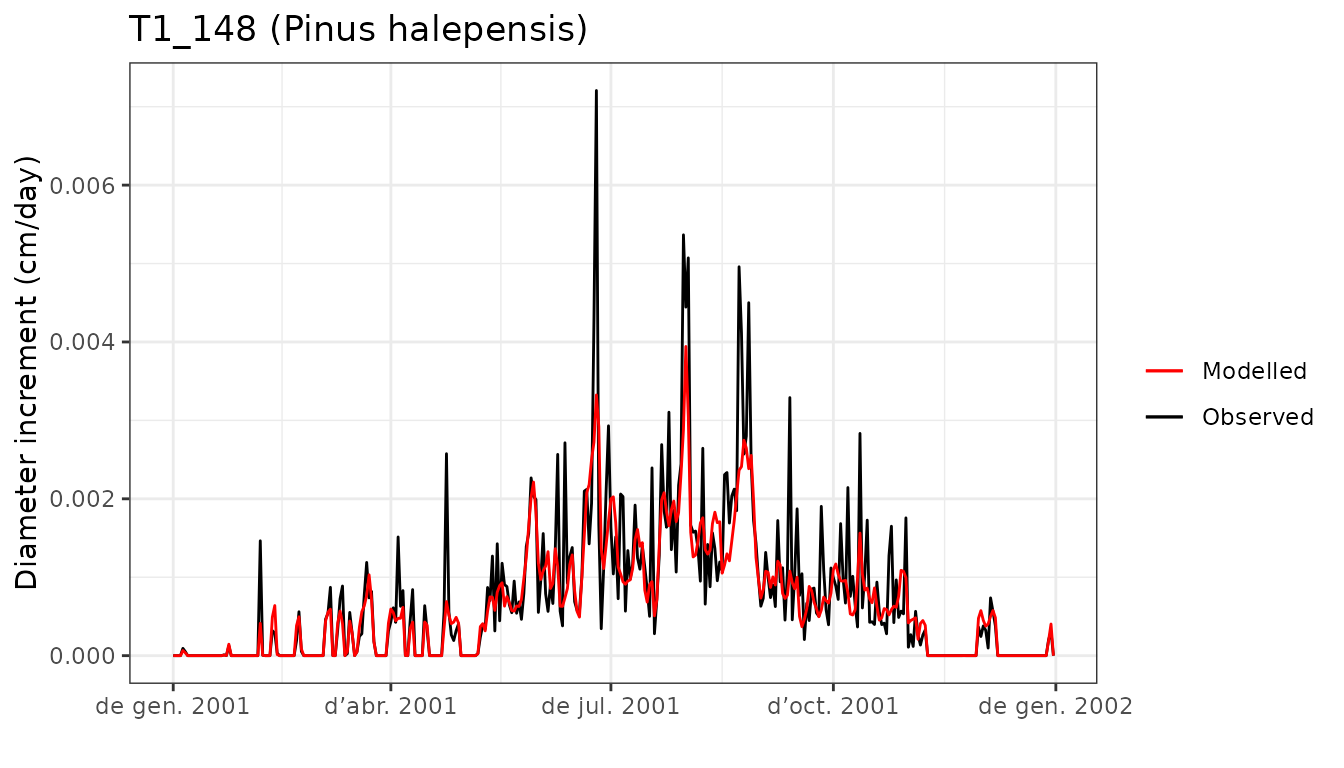 T1_148 (Pinus halepensis)
Diameter increment (cm/day)
0.006
0.004
0.002
0.000
de gen. 2001
d’abr. 2001
de jul. 2001
d’oct. 2001
de gen. 2002
Modelled
Observed